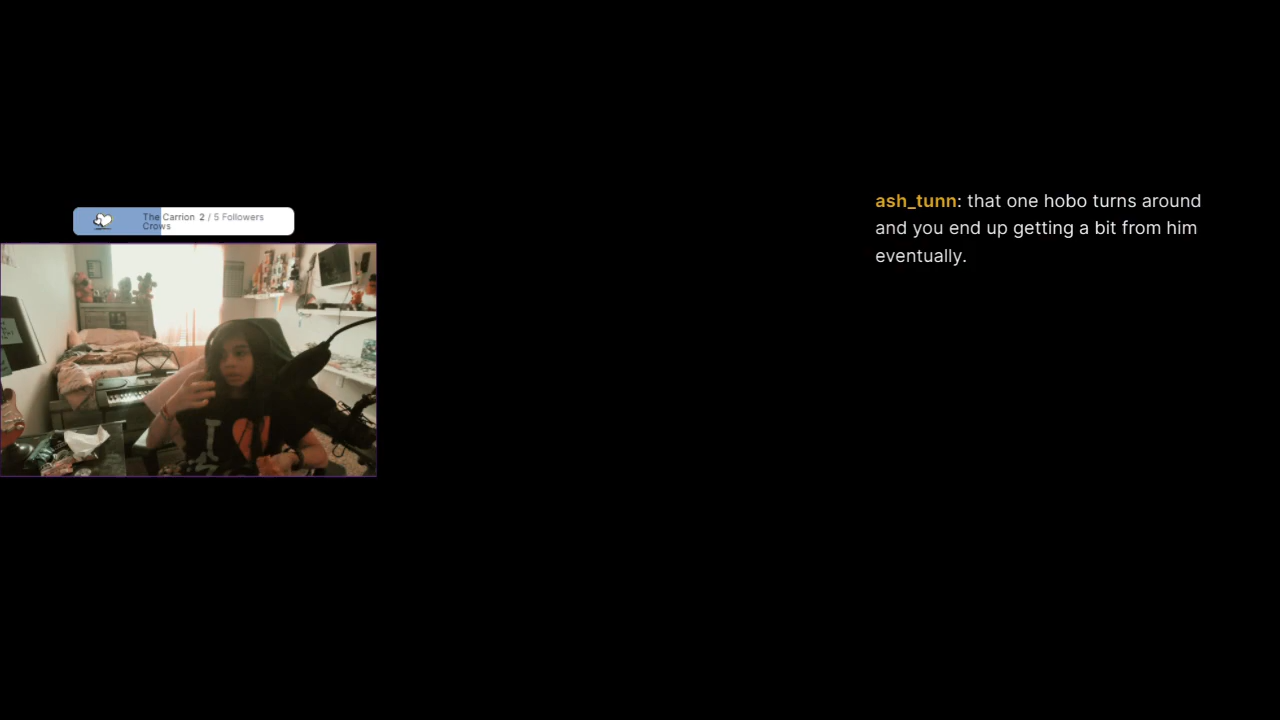 The Carrion 2 / 5 Followers
Crows
ash_tunn: that one hobo turns around
and you end up getting a bit from him
eventually.
I